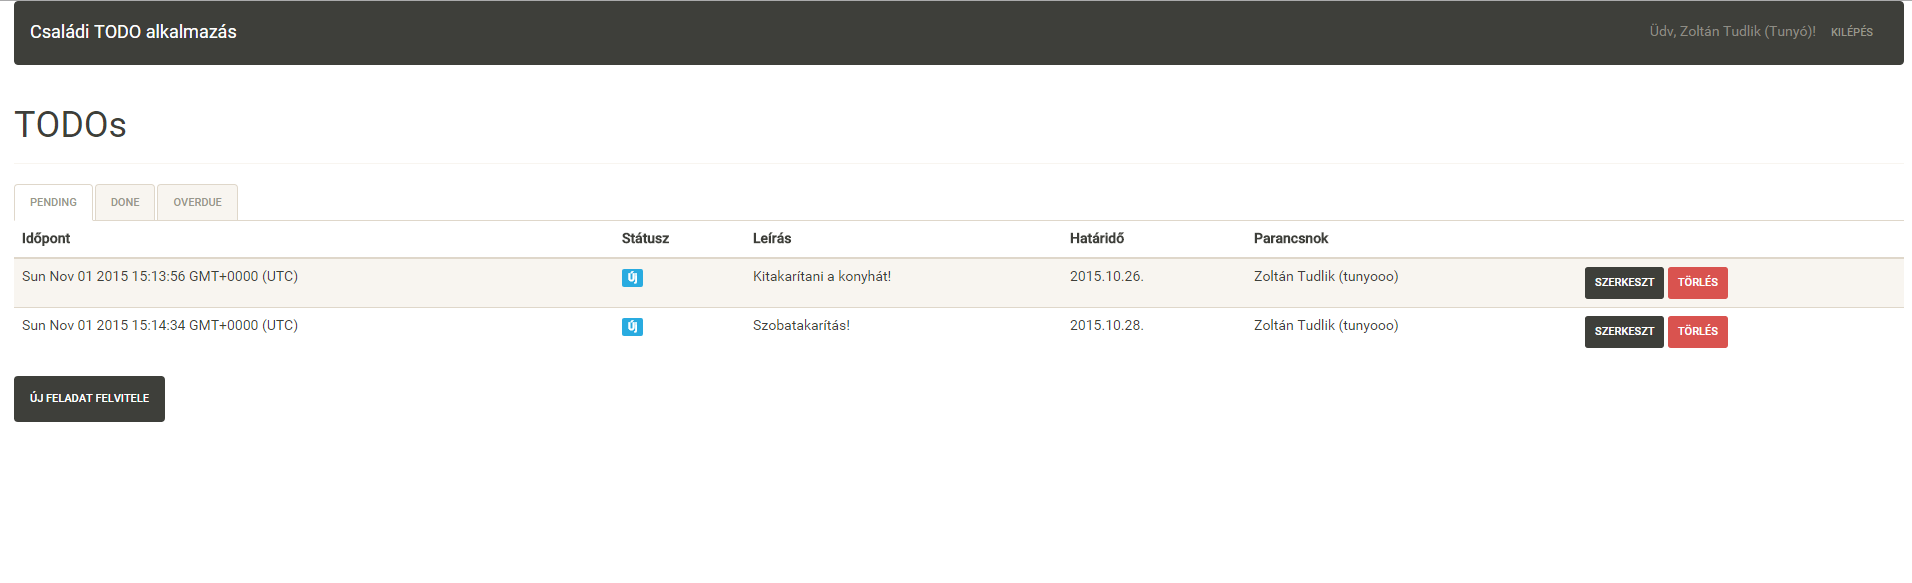 Családi TODO alkalmazás Üdv, Zoltán Tudlik (Tunyó)! KILÉPÉS
TODOs
PENDING DONE OVERDUE
Időpont Státusz Leírás Határidő Parancsnok
Sun Nov 01 2015 15:13:56 GMT+0000 (UTC) ÚJ Kitakarítani a konyhát! 2015.10.26. Zoltán Tudlik (tunyooo) SZERKESZT TÖRLÉS
Sun Nov 01 2015 15:14:34 GMT+0000 (UTC) ÚJ Szobatakarítás! 2015.10.28. Zoltán Tudlik (tunyooo) SZERKESZT TÖRLÉS
ÚJ FELADAT FELVITELE